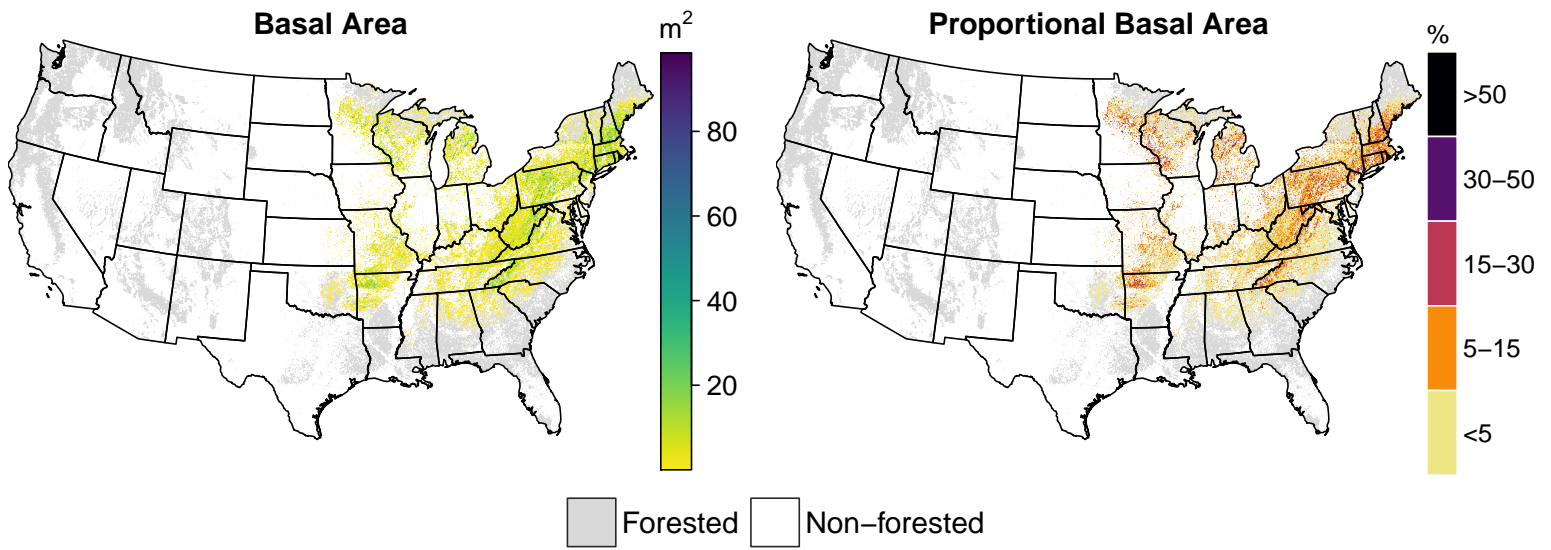 Basal Area
m²
80
60
40
20
Proportional Basal Area
%
>50
30−50
15−30
5−15
<5
Forested
Non−forested